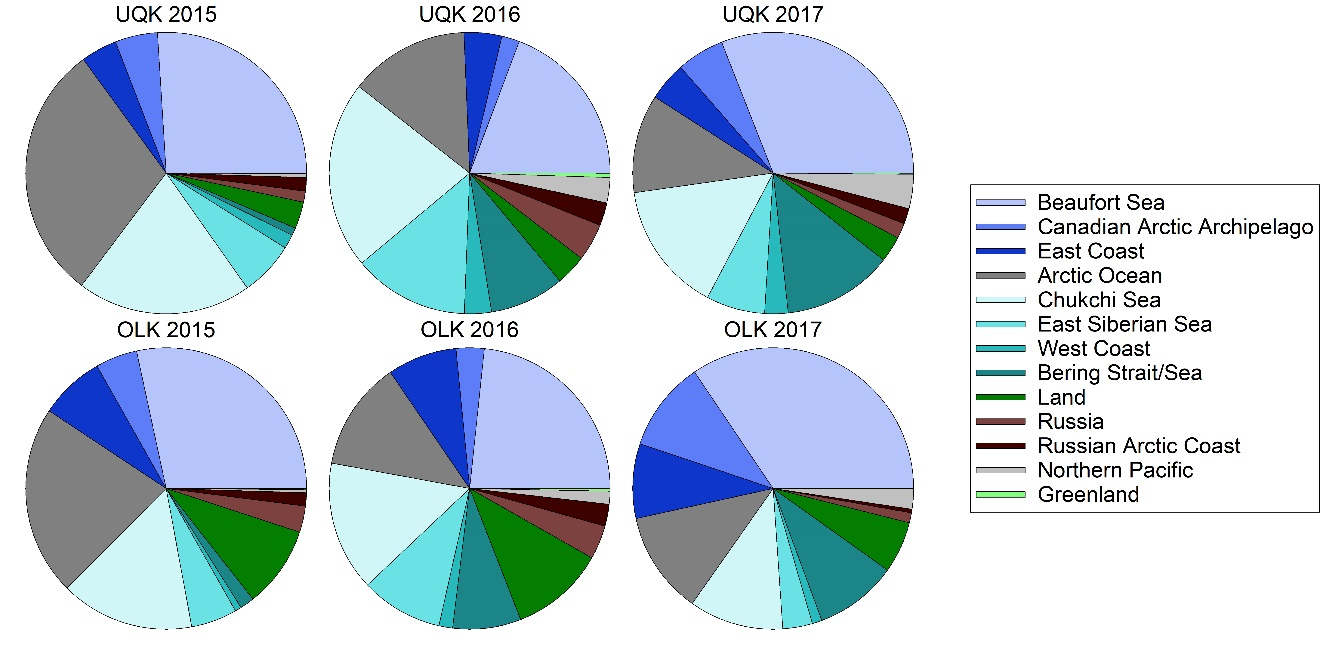 UQK 2015
UQK 2016
UQK 2017
OLK 2015
OLK 2016
OLK 2017
Beaufort Sea
Canadian Arctic Archipelago
East Coast
Arctic Ocean
Chukchi Sea
East Siberian Sea
West Coast
Bering Strait/Sea
Land
Russia
Russian Arctic Coast
Northern Pacific
Greenland